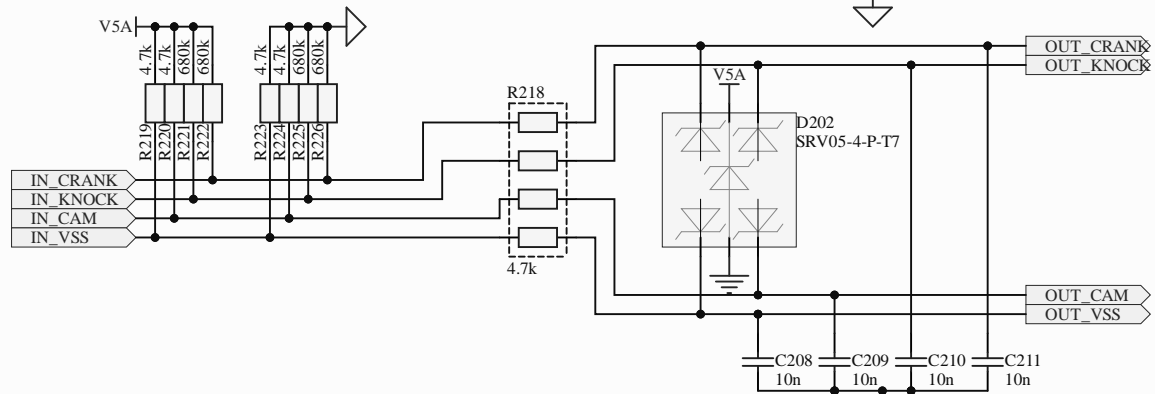 V5A
4.7k
4.7k
680k
680k
4.7k
4.7k
680k
680k
R219
R220
R221
R222
R223
R224
R225
R226
IN_CRANK
IN_KNOCK
IN_CAM
IN_VSS
R218
4.7k
V5A
D202
SRV05-4-P-T7
OUT_CRANK
OUT_KNOCK
OUT_CAM
OUT_VSS
C208
10n
C209
10n
C210
10n
C211
10n